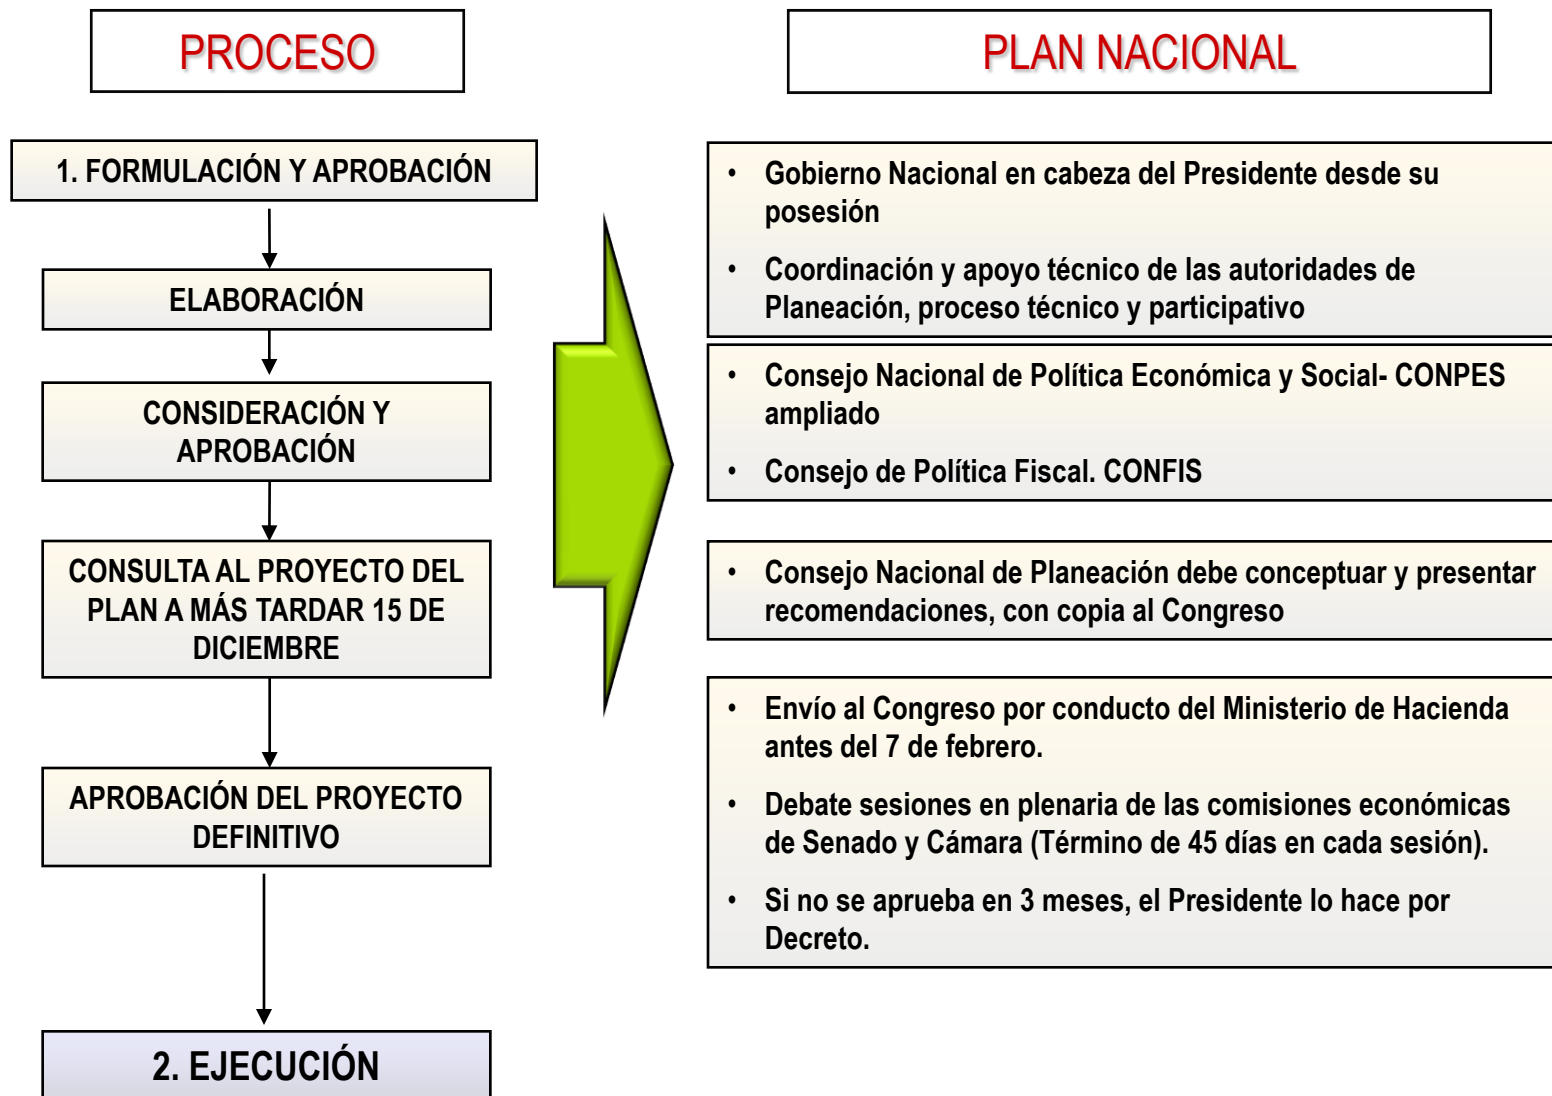 PROCESO
PLAN NACIONAL
1. FORMULACIÓN Y APROBACIÓN
ELABORACIÓN
CONSIDERACIÓN Y
APROBACIÓN
CONSULTA AL PROYECTO DEL
PLAN A MÁS TARDAR 15 DE
DICIEMBRE
APROBACIÓN DEL PROYECTO
DEFINITIVO
2. EJECUCIÓN
• Gobierno Nacional en cabeza del Presidente desde su
posesión
• Coordinación y apoyo técnico de las autoridades de
Planeación, proceso técnico y participativo
• Consejo Nacional de Política Económica y Social- CONPES
ampliado
• Consejo de Política Fiscal. CONFIS
• Consejo Nacional de Planeación debe conceptuar y presentar
recomendaciones, con copia al Congreso
• Envío al Congreso por conducto del Ministerio de Hacienda
antes del 7 de febrero.
• Debate sesiones en plenaria de las comisiones económicas
de Senado y Cámara (Término de 45 días en cada sesión).
• Si no se aprueba en 3 meses, el Presidente lo hace por
Decreto.